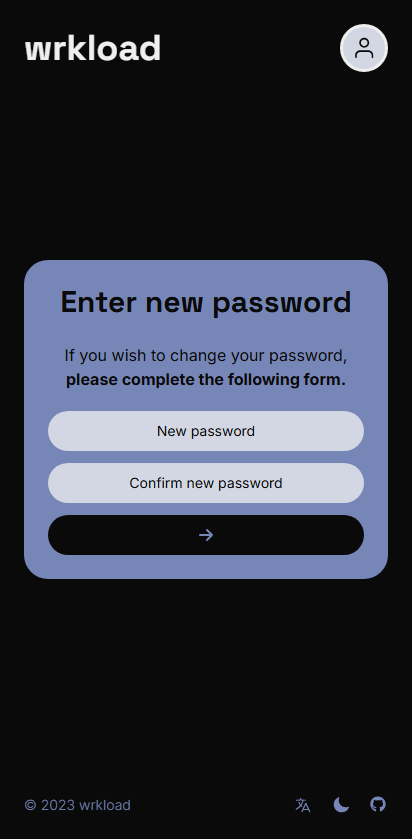 wrkload
Enter new password
If you wish to change your password,
please complete the following form.
New password
Confirm new password
© 2023 wrkload